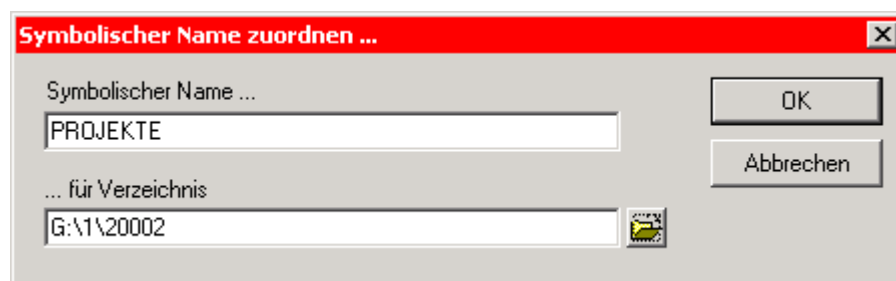 Symbolischer Name zuordnen ...
Symbolischer Name ...
PROJEKTE
OK
Abbrechen
... für Verzeichnis
G:\1\20002